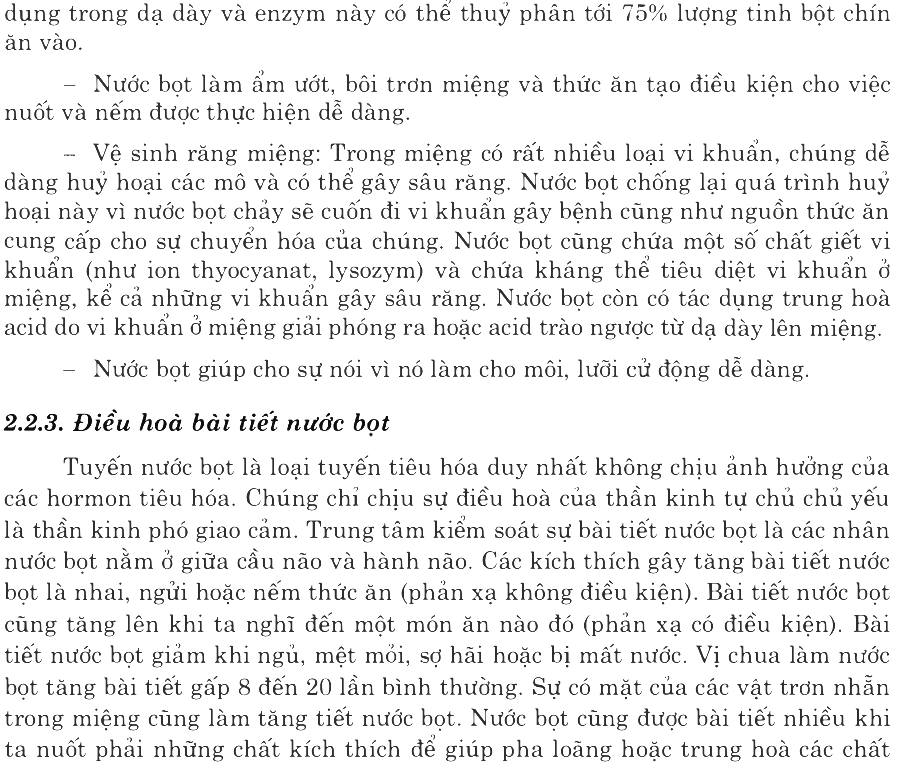 dụng trong dạ dày và enzym này có thể thuỷ phân tới 75% lượng tinh bột chín
ăn vào.
– Nước bọt làm ẩm ướt, bôi trơn miệng và thức ăn tạo điều kiện cho việc
nuốt và nếm được thực hiện dễ dàng.
– Vệ sinh răng miệng: Trong miệng có rất nhiều loại vi khuẩn, chúng dễ
dàng huỷ hoại các mô và có thể gây sâu răng. Nước bọt chống lại quá trình huỷ
hoại này vì nước bọt chảy sẽ cuốn đi vi khuẩn gây bệnh cũng như nguồn thức ăn
cung cấp cho sự chuyển hóa của chúng. Nước bọt cũng chứa một số chất giết vi
khuẩn (như ion thyocyanat, lysozym) và chứa kháng thể tiêu diệt vi khuẩn ở
miệng, kể cả những vi khuẩn gây sâu răng. Nước bọt còn có tác dụng trung hoà
acid do vi khuẩn ở miệng giải phóng ra hoặc acid trào ngược từ dạ dày lên miệng.
– Nước bọt giúp cho sự nói vì nó làm cho môi, lưỡi cử động dễ dàng.
2.2.3. Điều hoà bài tiết nước bọt
Tuyến nước bọt là loại tuyến tiêu hóa duy nhất không chịu ảnh hưởng của
các hormon tiêu hóa. Chúng chỉ chịu sự điều hoà của thần kinh tự chủ chủ yếu
là thần kinh phó giao cảm. Trung tâm kiểm soát sự bài tiết nước bọt là các nhân
nước bọt nằm ở giữa cầu não và hành não. Các kích thích gây tăng bài tiết nước
bọt là nhai, ngửi hoặc nếm thức ăn (phản xạ không điều kiện). Bài tiết nước bọt
cũng tăng lên khi ta nghĩ đến một món ăn nào đó (phản xạ có điều kiện). Bài
tiết nước bọt giảm khi ngủ, mệt mỏi, sợ hãi hoặc bị mất nước. Vị chua làm nước
bọt tăng bài tiết gấp 8 đến 20 lần bình thường. Sự có mặt của các vật trơn nhẵn
trong miệng cũng làm tăng tiết nước bọt. Nước bọt cũng được bài tiết nhiều khi
ta nuốt phải những chất kích thích để giúp pha loãng hoặc trung hoà các chất